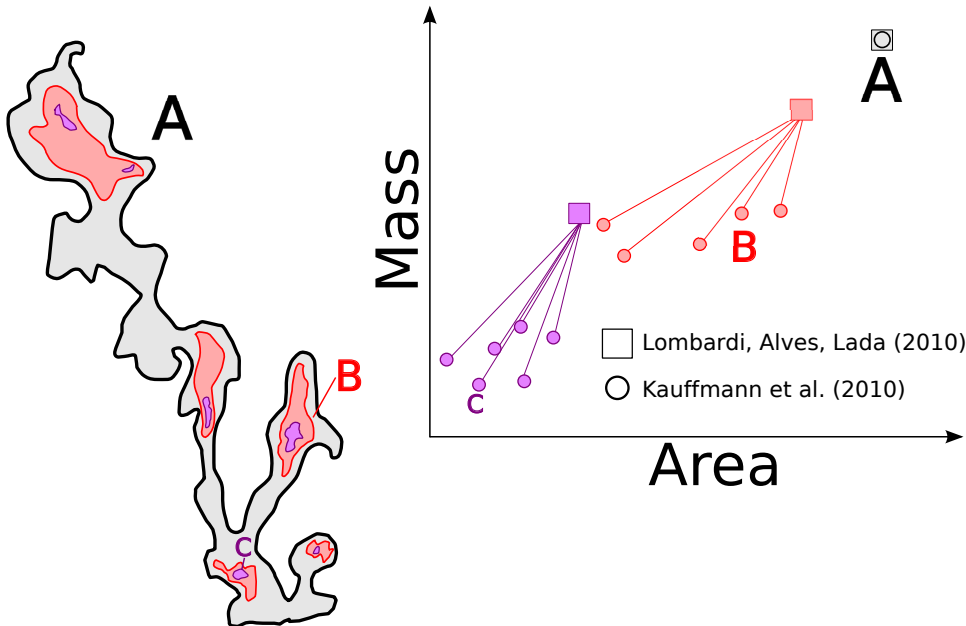 A
B
C
A
B
C
Mass
Area
Lombardi, Alves, Lada (2010)
Kauffmann et al. (2010)